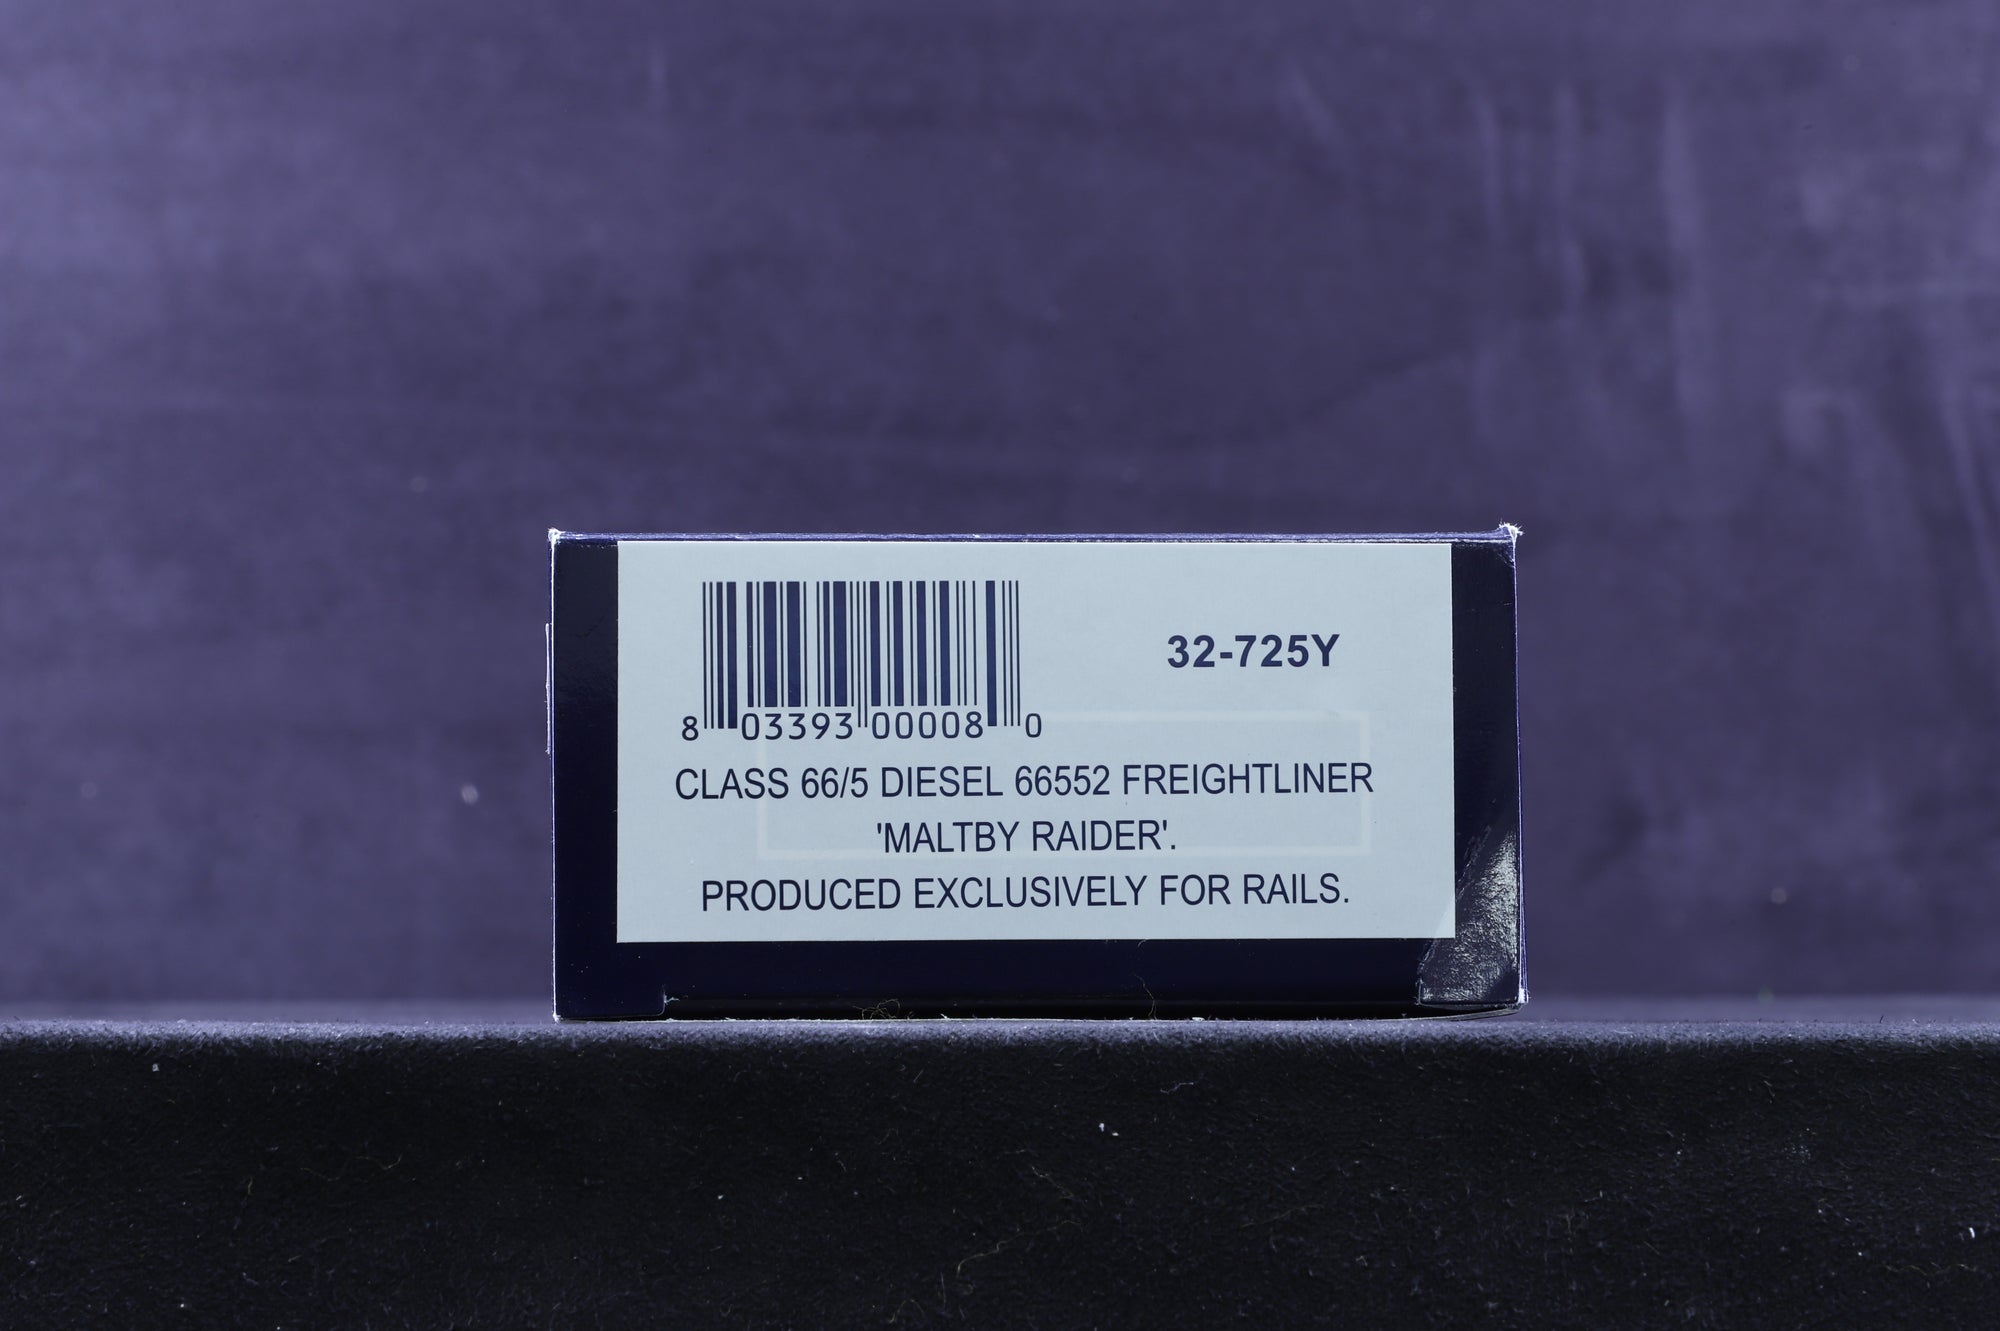 32-725Y
8 03393 00008 0
CLASS 66/5 DIESEL 66552 FREIGHTLINER
'MALTBY RAIDER'.
PRODUCED EXCLUSIVELY FOR RAILS.